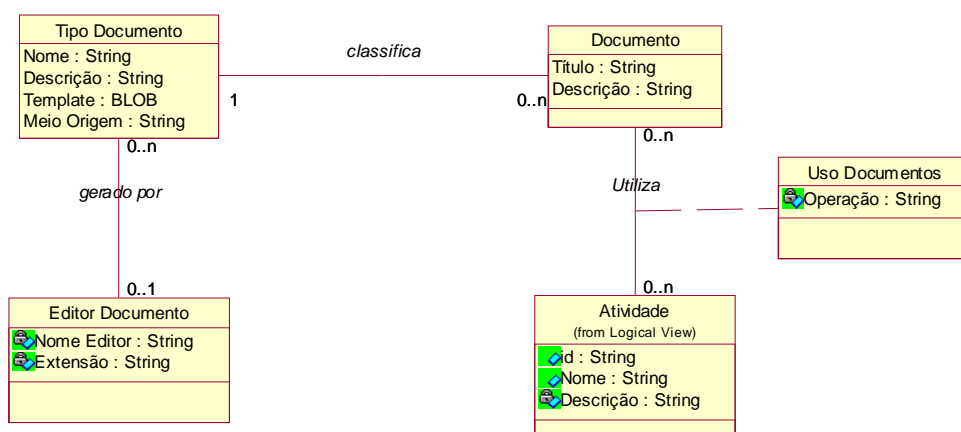 Tipo Documento
Nome : String
Descrição : String
Template : BLOB
Meio Origem : String
classifica
1
0..n
Documento
Título : String
Descrição : String
0..n
gerado por
0..1
0..n
Utiliza
0..n
Uso Documentos
Operação : String
Editor Documento
Nome Editor : String
Extensão : String
Atividade
(from Logical View)
id : String
Nome : String
Descrição : String